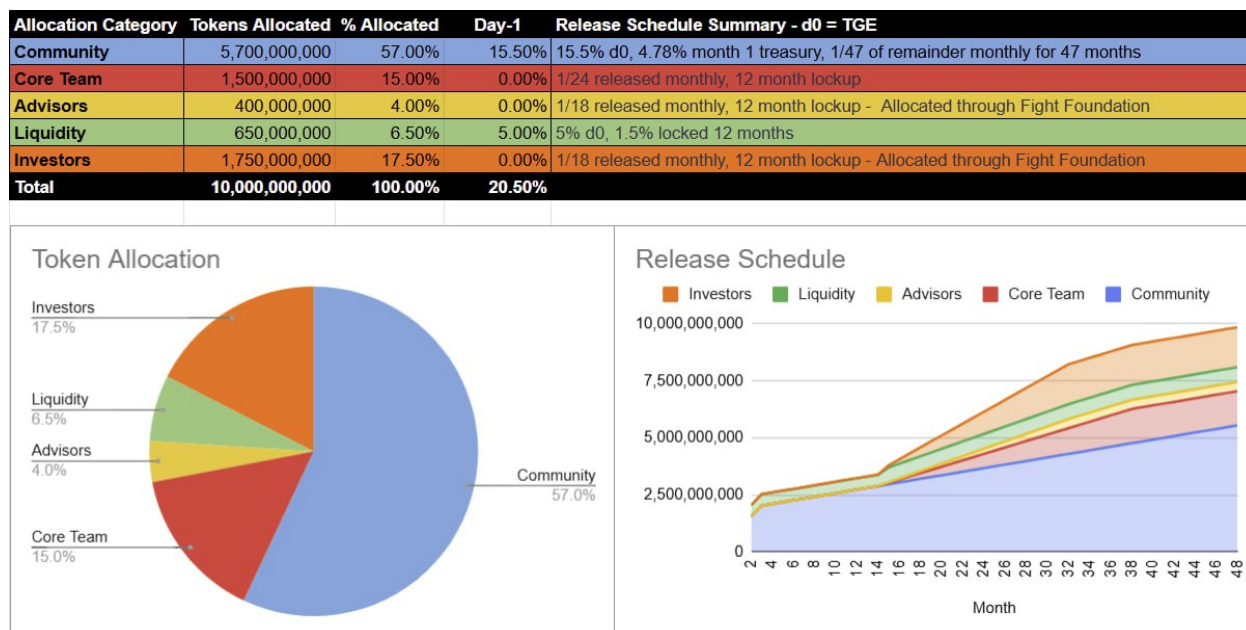 Allocation Category Tokens Allocated % Allocated Day-1 Release Schedule Summary - d0 = TGE
Community 5,700,000,000 57.00% 15.50% 15.5% d0, 4.78% month 1 treasury, 1/47 of remainder monthly for 47 months
Core Team 1,500,000,000 15.00% 0.00% 1/24 released monthly, 12 month lockup
Advisors 400,000,000 4.00% 0.00% 1/18 released monthly, 12 month lockup - Allocated through Fight Foundation
Liquidity 650,000,000 6.50% 5.00% 5% d0, 1.5% locked 12 months
Investors 1,750,000,000 17.50% 0.00% 1/18 released monthly, 12 month lockup - Allocated through Fight Foundation
Total 10,000,000,000 100.00% 20.50%
Token Allocation
Investors
17.5%
Liquidity
6.5%
Advisors
4.0%
Core Team
15.0%
Community
57.0%
Release Schedule
Investors Liquidity Advisors Core Team Community
10,000,000,000
7,500,000,000
5,000,000,000
2,500,000,000
0
2 4 6 8 10 12 14 16 18 20 22 24 26 28 30 32 34 36 38 40 42 44 46 48
Month